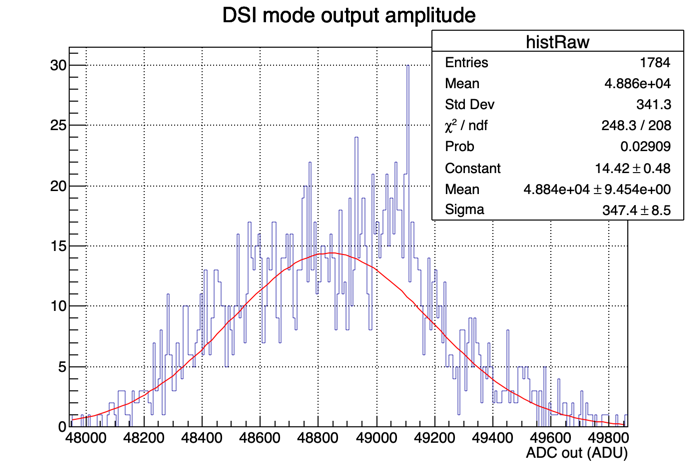 DSI mode output amplitude
histRaw
Entries 1784
Mean 4.886e+04
Std Dev 341.3
χ² / ndf 248.3 / 208
Prob 0.02909
Constant 14.42 ± 0.48
Mean 4.884e+04 ± 9.454e+00
Sigma 347.4 ± 8.5
30
25
20
15
10
5
0
48000 48200 48400 48600 48800 49000 49200 49400 49600 49800
ADC out (ADU)